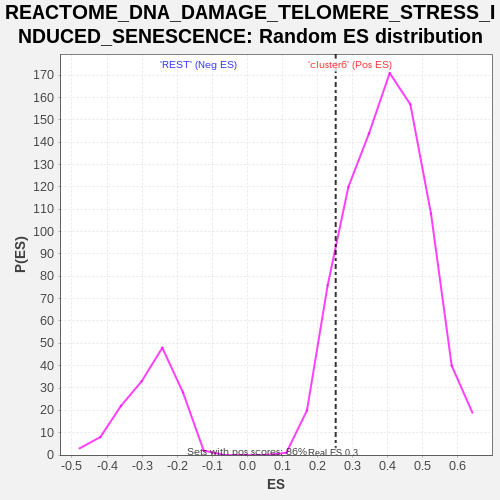 REACTOME_DNA_DAMAGE_TELOMERE_STRESS_I
NDUCED_SENESCENCE: Random ES distribution
'REST' (Neg ES)
'cluster6' (Pos ES)
170
160
150
140
130
120
110
100
90
80
70
60
50
40
30
20
10
0
P(ES)
Sets with pos scores: 86%
Real ES 0.3
-0.5 -0.4 -0.3 -0.2 -0.1 0.0 0.1 0.2 0.3 0.4 0.5 0.6
ES